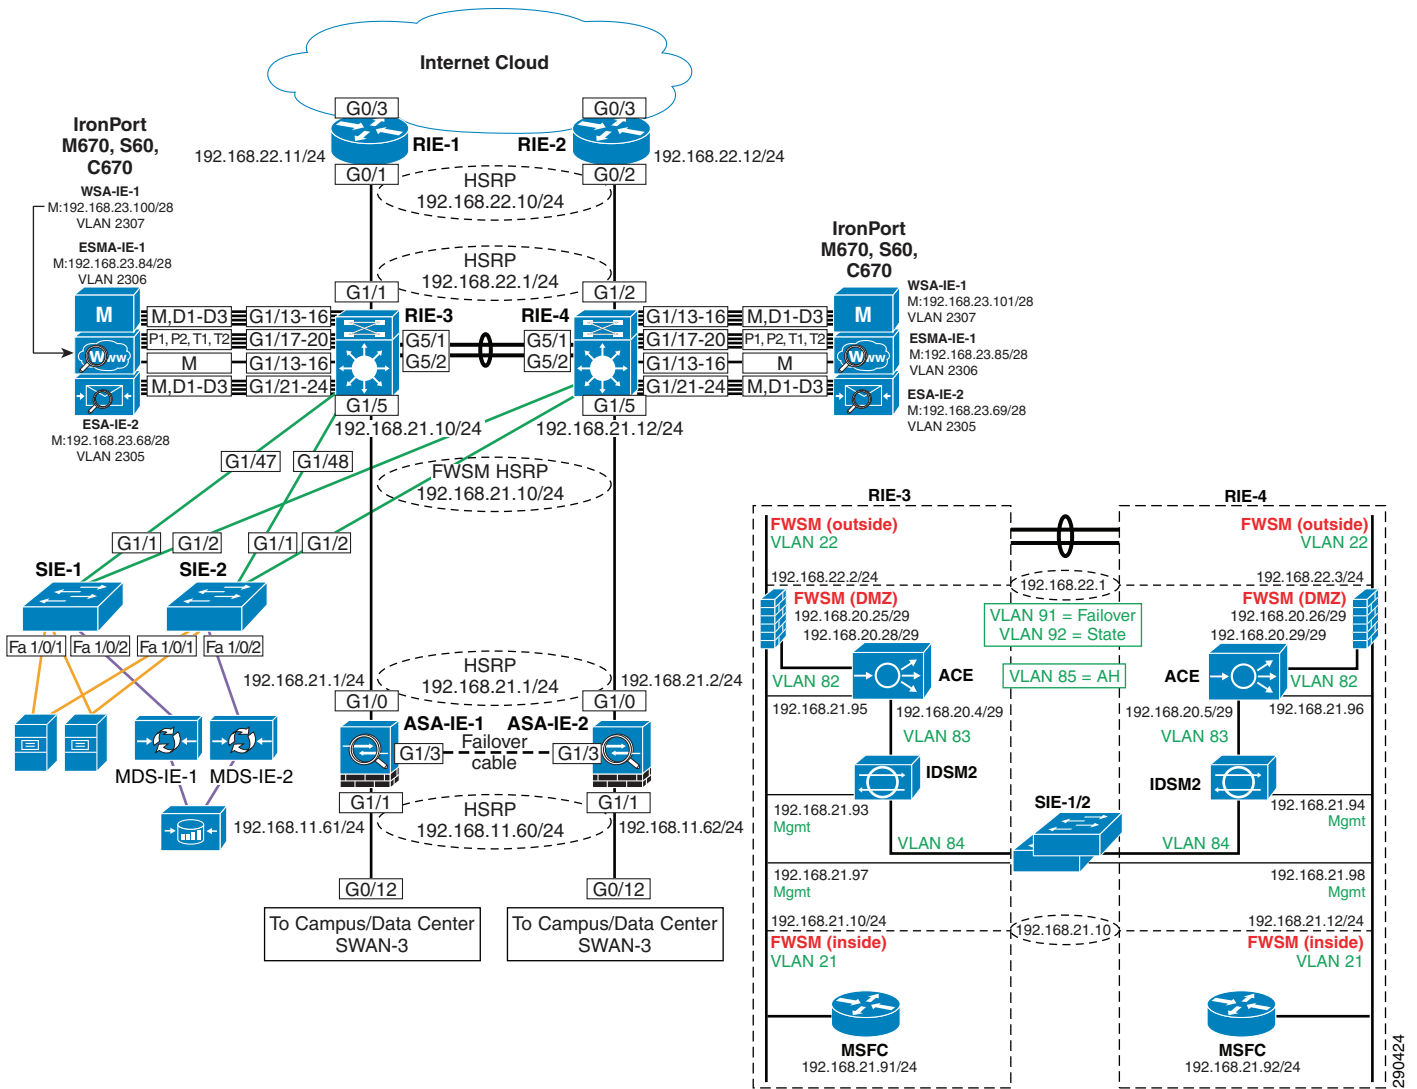 Internet Cloud
G0/3
G0/3
RIE-1
RIE-2
192.168.22.11/24
192.168.22.12/24
G0/1
G0/2
HSRP
192.168.22.10/24
IronPort
M670, S60,
C670
WSA-IE-1
M:192.168.23.100/28
VLAN 2307
ESMA-IE-1
M:192.168.23.84/28
VLAN 2306
HSRP
192.168.22.1/24
G1/1
G1/2
IronPort
M670, S60,
C670
WSA-IE-1
M:192.168.23.101/28
VLAN 2307
ESMA-IE-1
M:192.168.23.85/28
VLAN 2306
ESA-IE-2
M:192.168.23.69/28
VLAN 2305
M
M,D1-D3
G1/13-16
RIE-3
RIE-4
G1/13-16
M,D1-D3
M
Www
P1, P2, T1, T2
G1/17-20
G5/1
G5/1
G1/17-20
P1, P2, T1, T2
Www
M
G1/13-16
G5/2
G5/2
G1/13-16
M
M,D1-D3
G1/21-24
G1/21-24
M,D1-D3
ESA-IE-2
M:192.168.23.68/28
VLAN 2305
G1/5
G1/5
192.168.21.10/24
192.168.21.12/24
G1/47
G1/48
FWSM HSRP
192.168.21.10/24
G1/1
G1/2
G1/1
G1/2
SIE-1
SIE-2
Fa 1/0/1
Fa 1/0/2
Fa 1/0/1
Fa 1/0/2
MDS-IE-1
MDS-IE-2
192.168.21.1/24
HSRP
192.168.21.1/24
192.168.21.2/24
G1/0
G1/0
ASA-IE-1
ASA-IE-2
G1/3
Failover
cable
G1/3
G1/1
G1/1
192.168.11.61/24
HSRP
192.168.11.60/24
192.168.11.62/24
G0/12
G0/12
To Campus/Data Center
SWAN-3
To Campus/Data Center
SWAN-3
RIE-3
RIE-4
FWSM (outside)
VLAN 22
FWSM (outside)
VLAN 22
192.168.22.2/24
192.168.22.1
192.168.22.3/24
FWSM (DMZ)
192.168.20.25/29
192.168.20.28/29
VLAN 91 = Failover
VLAN 92 = State
FWSM (DMZ)
192.168.20.26/29
192.168.20.29/29
VLAN 85 = AH
ACE
ACE
VLAN 82
VLAN 82
192.168.21.95
192.168.21.96
192.168.20.4/29
192.168.20.5/29
VLAN 83
VLAN 83
IDSM2
IDSM2
192.168.21.93
Mgmt
SIE-1/2
192.168.21.94
Mgmt
VLAN 84
VLAN 84
192.168.21.97
Mgmt
192.168.21.98
Mgmt
192.168.21.10/24
192.168.21.10
192.168.21.12/24
FWSM (inside)
VLAN 21
FWSM (inside)
VLAN 21
MSFC
192.168.21.91/24
MSFC
192.168.21.92/24
290424